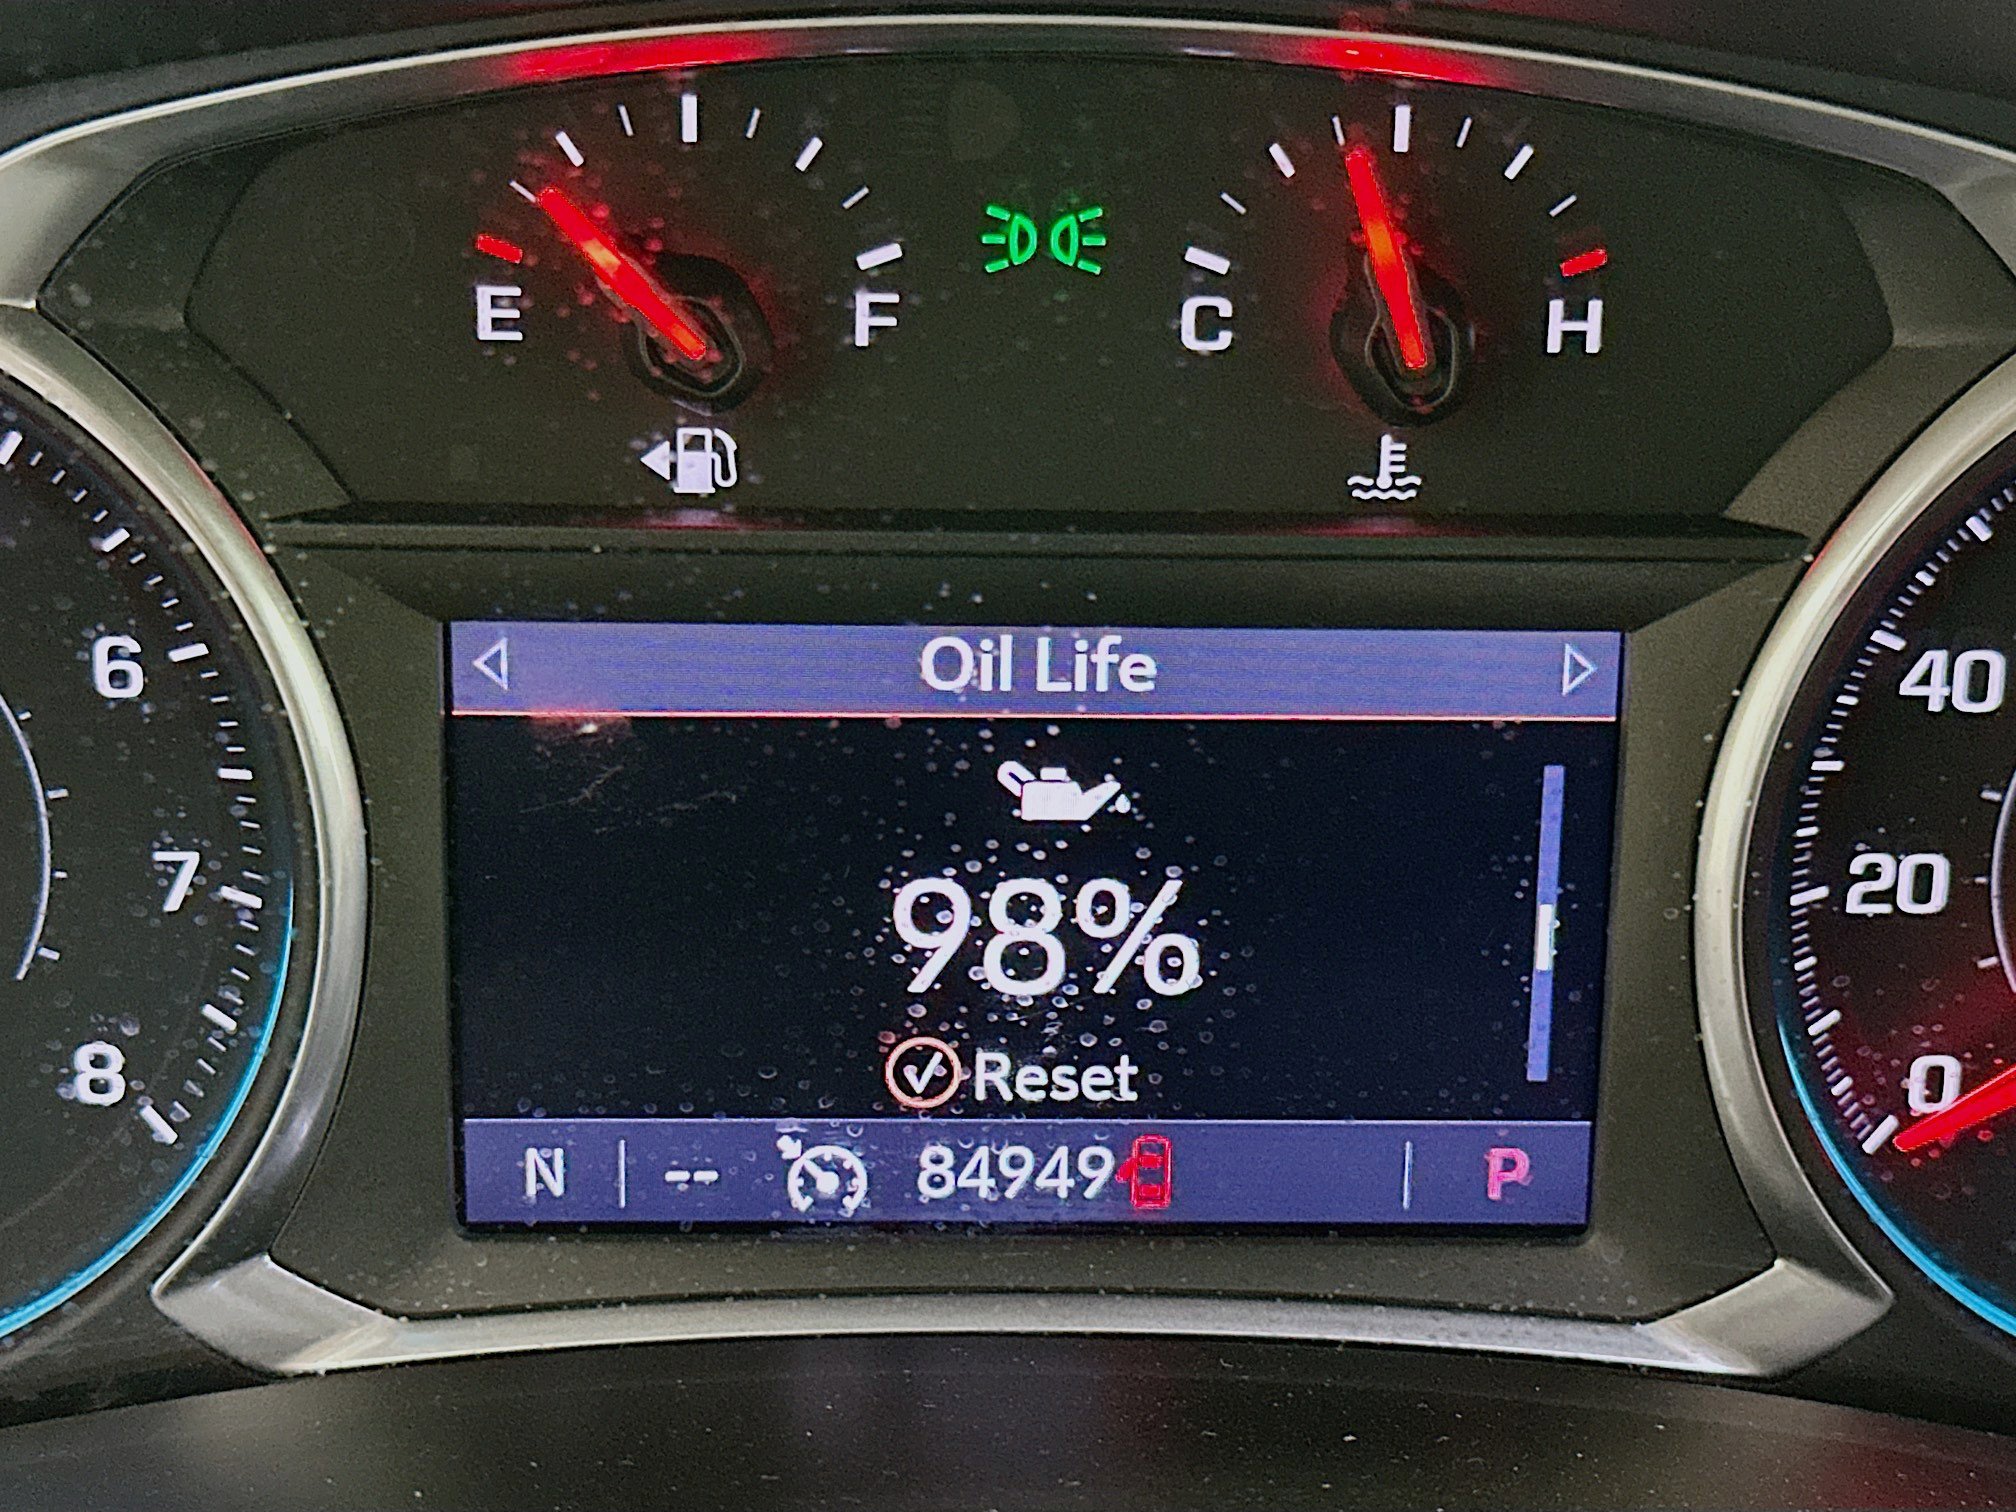 E F C H
Oil Life
6 40
98%
7 20
Reset
8 0
N -- 84949 P